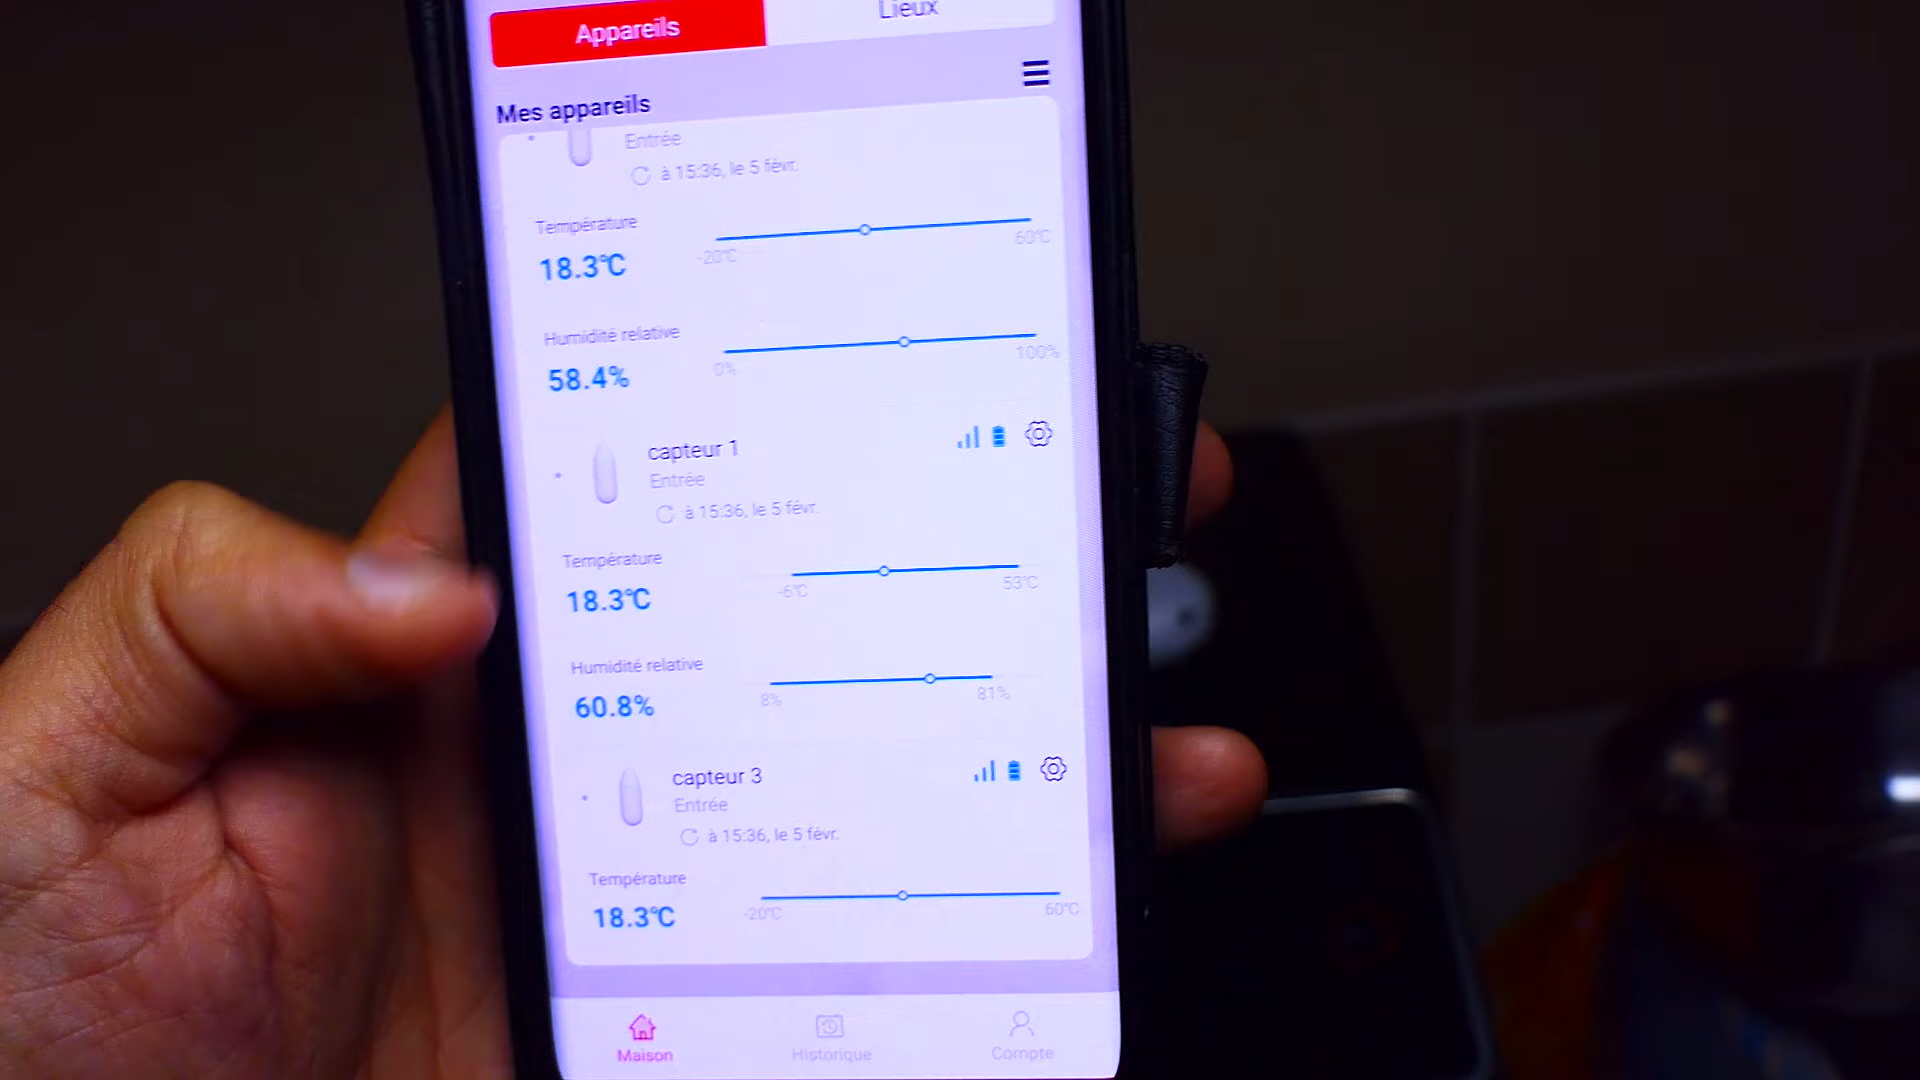 Appareils
Lieux
Mes appareils
Entrée
à 15:36, le 5 févr.
Température
18.3°C
-20°C
60°C
Humidité relative
58.4%
0%
100%
capteur 1
Entrée
à 15:36, le 5 févr.
Température
18.3°C
-6°C
53°C
Humidité relative
60.8%
8%
81%
capteur 3
Entrée
à 15:36, le 5 févr.
Température
18.3°C
-20°C
60°C
Maison
Historique
Compte